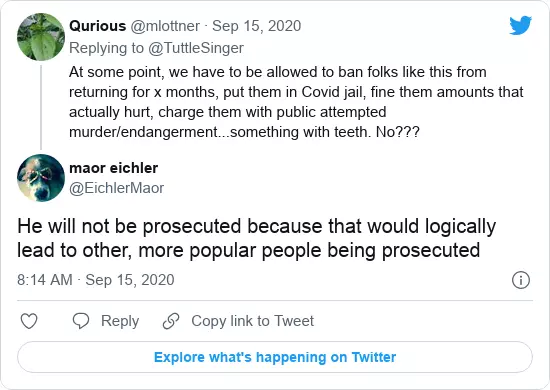 Qurious @mlottner · Sep 15, 2020
Replying to @TuttleSinger
At some point, we have to be allowed to ban folks like this from
returning for x months, put them in Covid jail, fine them amounts that
actually hurt, charge them with public attempted
murder/endangerment...something with teeth. No???
maor eichler
@EichlerMaor
He will not be prosecuted because that would logically
lead to other, more popular people being prosecuted
8:14 AM · Sep 15, 2020
Reply
Copy link to Tweet
Explore what's happening on Twitter